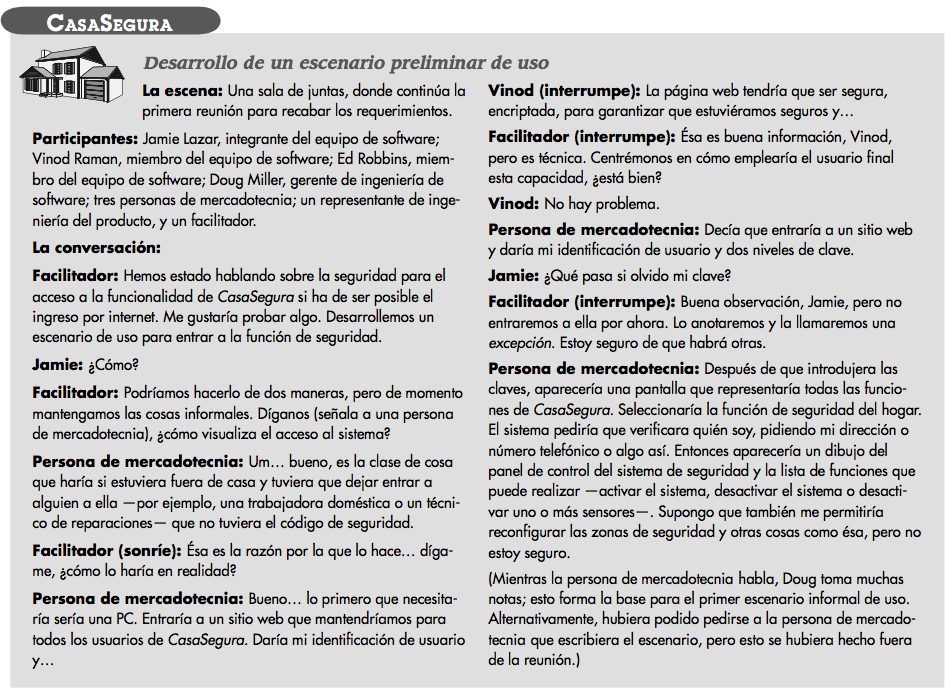 CASASEGURA
Desarrollo de un escenario preliminar de uso
La escena: Una sala de juntas, donde continúa la
primera reunión para recabar los requerimientos.
Participantes: Jamie Lazar, integrante del equipo de software;
Vinod Raman, miembro del equipo de software; Ed Robbins, miem-
bro del equipo de software; Doug Miller, gerente de ingeniería de
software; tres personas de mercadotecnia; un representante de inge-
niería del producto, y un facilitador.
La conversación:
Facilitador: Hemos estado hablando sobre la seguridad para el
acceso a la funcionalidad de CasaSegura si ha de ser posible el
ingreso por internet. Me gustaría probar algo. Desarrollemos un
escenario de uso para entrar a la función de seguridad.
Jamie: ¿Cómo?
Facilitador: Podríamos hacerlo de dos maneras, pero de momento
mantengamos las cosas informales. Díganos (señala a una persona
de mercadotecnia), ¿cómo visualiza el acceso al sistema?
Persona de mercadotecnia: Um… bueno, es la clase de cosa
que haría si estuviera fuera de casa y tuviera que dejar entrar a
alguien a ella —por ejemplo, una trabajadora doméstica o un técni-
co de reparaciones— que no tuviera el código de seguridad.
Facilitador (sonríe): Ésa es la razón por la que lo hace… díga-
me, ¿cómo lo haría en realidad?
Persona de mercadotecnia: Bueno… lo primero que necesita-
ría sería una PC. Entraría a un sitio web que mantendríamos para
todos los usuarios de CasaSegura. Daría mi identificación de usuario
y…
Vinod (interrumpe): La página web tendría que ser segura,
encriptada, para garantizar que estuviéramos seguros y…
Facilitador (interrumpe): Ésa es buena información, Vinod,
pero es técnica. Centrémonos en cómo emplearía el usuario final
esta capacidad, ¿está bien?
Vinod: No hay problema.
Persona de mercadotecnia: Decía que entraría a un sitio web
y daría mi identificación de usuario y dos niveles de clave.
Jamie: ¿Qué pasa si olvido mi clave?
Facilitador (interrumpe): Buena observación, Jamie, pero no
entraremos a ella por ahora. Lo anotaremos y la llamaremos una
excepción. Estoy seguro de que habrá otras.
Persona de mercadotecnia: Después de que introdujera las
claves, aparecería una pantalla que representaría todas las funcio-
nes de CasaSegura. Seleccionaría la función de seguridad del hogar.
El sistema pediría que verificara quién soy, pidiendo mi dirección o
número telefónico o algo así. Entonces aparecería un dibujo del
panel de control del sistema de seguridad y la lista de funciones que
puede realizar —activar el sistema, desactivar el sistema o desacti-
var uno o más sensores—. Supongo que también me permitiría
reconfigurar las zonas de seguridad y otras cosas como ésa, pero no
estoy seguro.
(Mientras la persona de mercadotecnia habla, Doug toma muchas
notas; esto forma la base para el primer escenario informal de uso.
Alternativamente, hubiera podido pedirse a la persona de mercado-
tecnia que escribiera el escenario, pero esto se hubiera hecho fuera
de la reunión.)